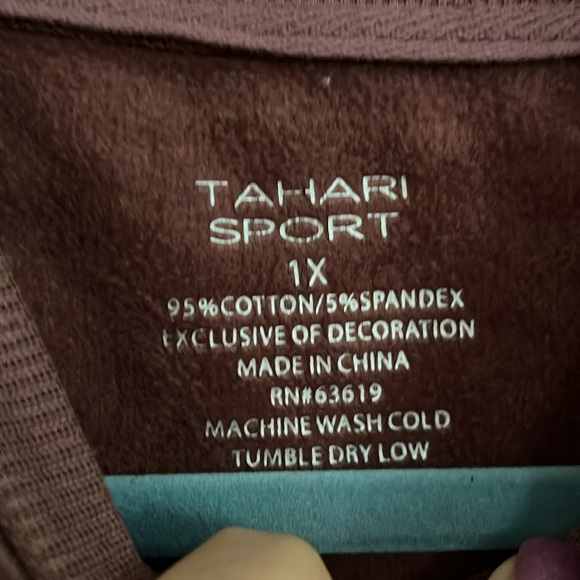 TAHARI
SPORT
1X
95%COTTON/5%SPANDEX
EXCLUSIVE OF DECORATION
MADE IN CHINA
RN#63619
MACHINE WASH COLD
TUMBLE DRY LOW